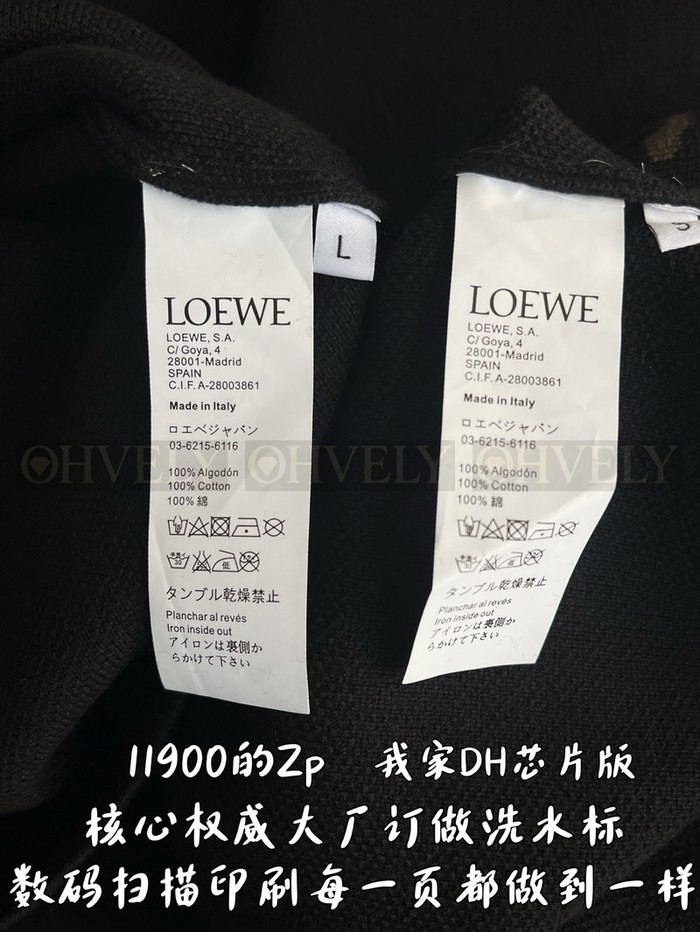 L
LOEWE
LOEWE, S.A.
C/ Goya, 4
28001-Madrid
SPAIN
C.I.F. A-28003861
Made in Italy
ロエベジャパン
03-6215-6116
100% Algodón
100% Cotton
100% 綿
手洗イ
30
低
タンブル乾燥禁止
Planchar al revés
Iron inside out
アイロンは裏側か
らかけて下さい
LOEWE
LOEWE, S.A.
C/ Goya, 4
28001-Madrid
SPAIN
C.I.F. A-28003861
Made in Italy
ロエベジャパン
03-6215-6116
100% Algodón
100% Cotton
100% 綿
30
低
タンブル乾燥禁止
Planchar al revés
Iron inside out
アイロンは裏側か
らかけて下さい
OHVELY OHVELY OHVELY
11900的Zp 我家DH芯片版
核心权威大厂订做洗水标
数码扫描印刷每一页都做到一样